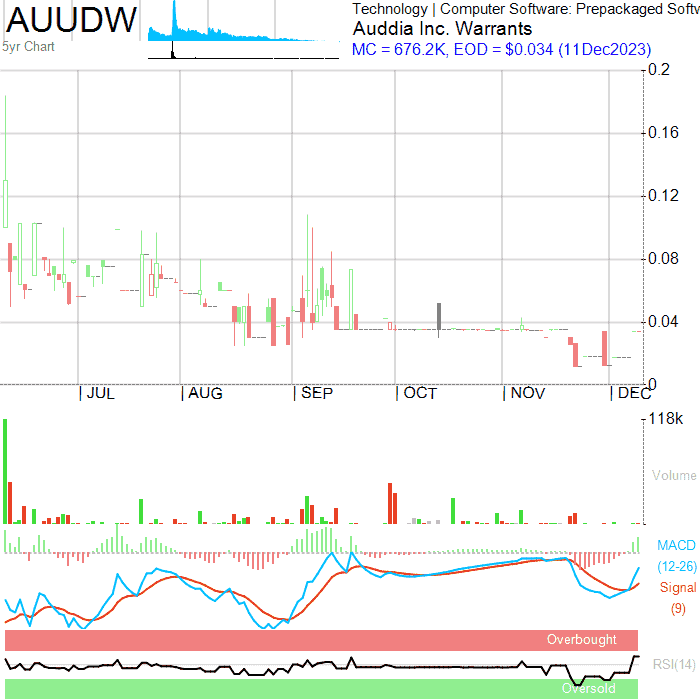 AUUDW
5yr Chart
Technology | Computer Software: Prepackaged Softw
Auddia Inc. Warrants
MC = 676.2K, EOD = $0.034 (11Dec2023)
0.2
0.16
0.12
0.08
0.04
0
JUL AUG SEP OCT NOV DEC
118k
Volume
MACD
(12-26)
Signal
(9)
Overbought
RSI(14)
Oversold